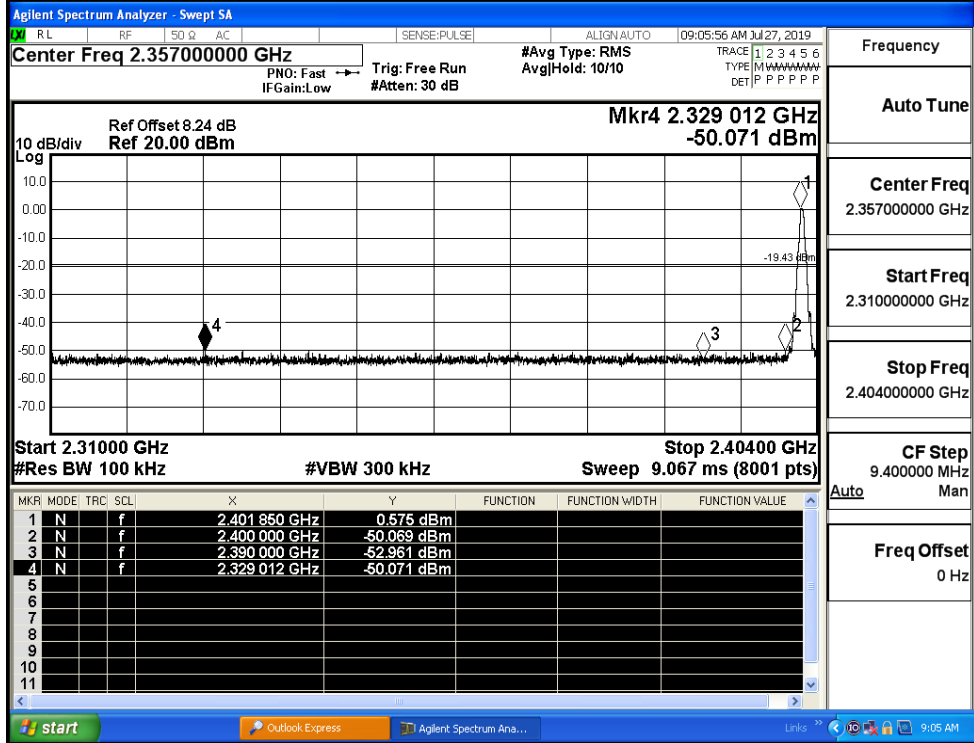 Agilent Spectrum Analyzer - Swept SA
LXI RL RF 50 Ω AC SENSE:PULSE ALIGN AUTO 09:05:56 AM Jul 27, 2019
Center Freq 2.357000000 GHz
PNO: Fast
IFGain:Low
Trig: Free Run
#Atten: 30 dB
#Avg Type: RMS
Avg|Hold: 10/10
TRACE 1 2 3 4 5 6
TYPE M WWWWW
DET P P P P P P
Frequency
Auto Tune
Center Freq
2.357000000 GHz
Start Freq
2.310000000 GHz
Stop Freq
2.404000000 GHz
CF Step
9.400000 MHz
Auto Man
Freq Offset
0 Hz
Mkr4 2.329 012 GHz
-50.071 dBm
Ref Offset 8.24 dB
10 dB/div Ref 20.00 dBm
Log
10.0
0.00
-10.0
-20.0
-30.0
-40.0
-50.0
-60.0
-70.0
1
-19.43 dBm
4
3
2
Start 2.31000 GHz Stop 2.40400 GHz
#Res BW 100 kHz #VBW 300 kHz Sweep 9.067 ms (8001 pts)
MKR MODE TRC SCL X Y FUNCTION FUNCTION WIDTH FUNCTION VALUE
1 N f 2.401 850 GHz 0.575 dBm
2 N f 2.400 000 GHz -50.069 dBm
3 N f 2.390 000 GHz -52.961 dBm
4 N f 2.329 012 GHz -50.071 dBm
5
6
7
8
9
10
11
start Outlook Express Agilent Spectrum Ana... Links » 9:05 AM